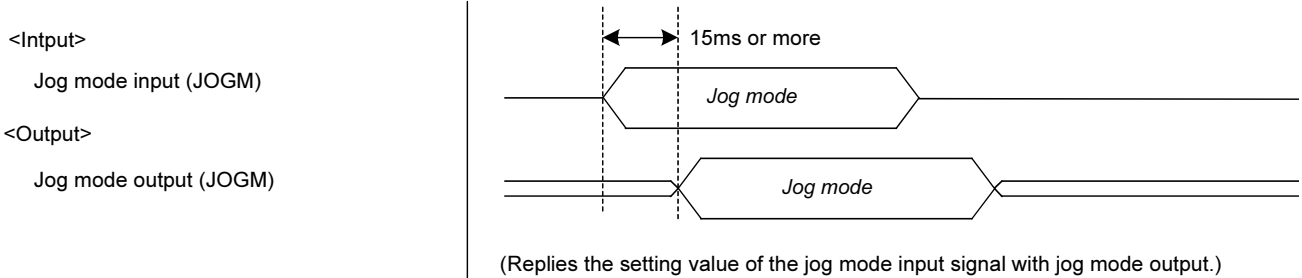 <Intput>
15ms or more
Jog mode input (JOGM)
Jog mode
<Output>
Jog mode output (JOGM)
Jog mode
(Replies the setting value of the jog mode input signal with jog mode output.)